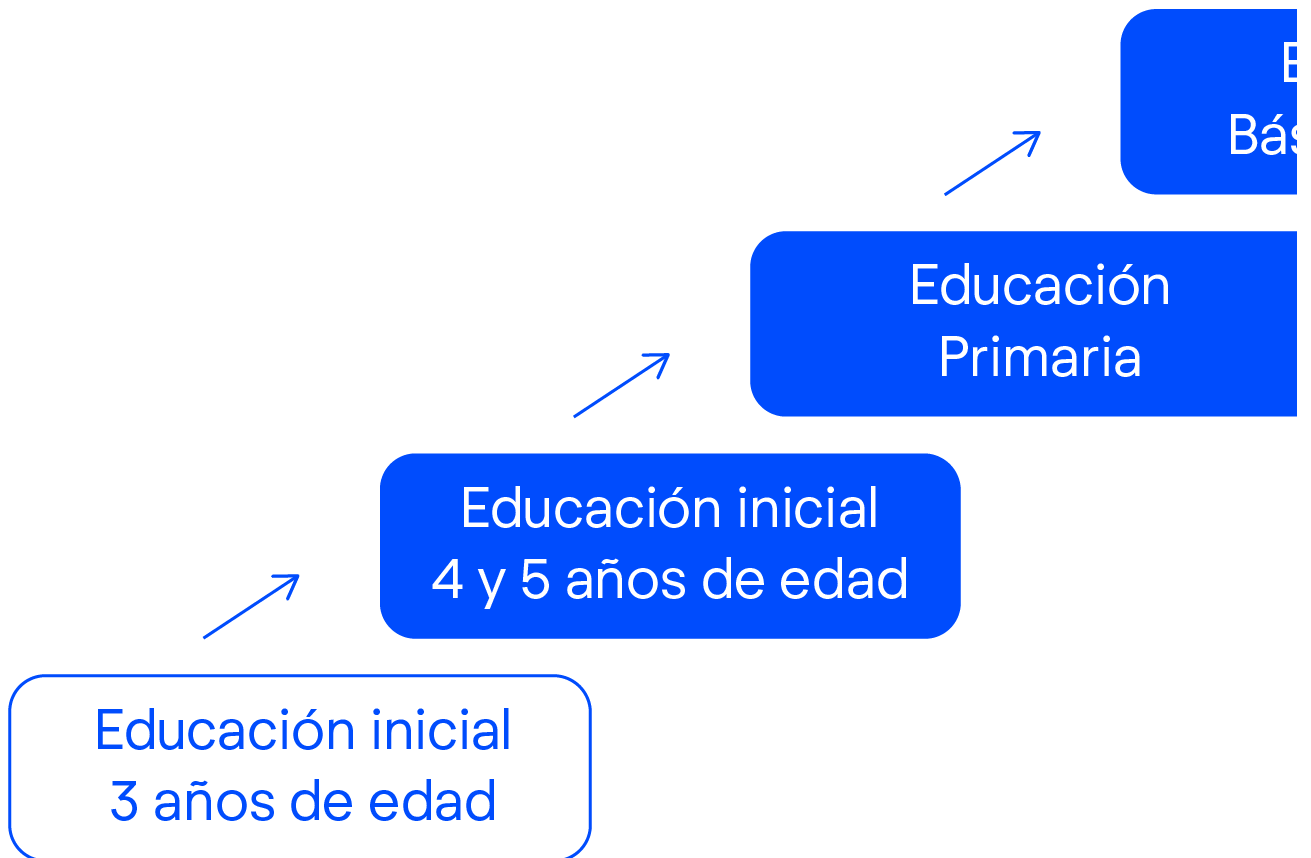 Educación
Primaria
Educación inicial
4 y 5 años de edad
Educación inicial
3 años de edad